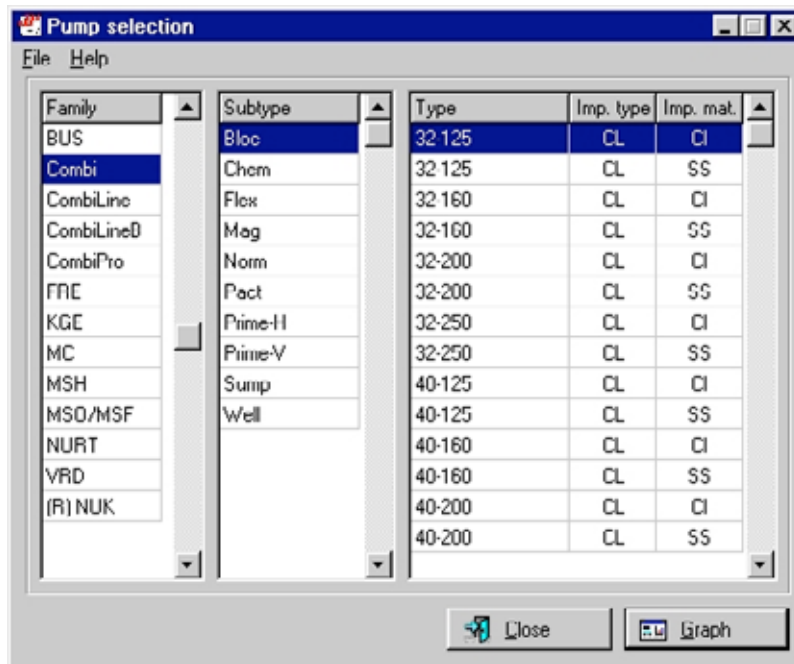 Pump selection
File Help
Family
BUS
Combi
CombiLine
CombiLineB
CombiPro
FRE
KGE
MC
MSH
MSO/MSF
NURT
VRD
(R) NUK
Subtype
Bloc
Chem
Flex
Mag
Norm
Pact
Prime-H
Prime-V
Sump
Well
Type Imp. type Imp. mat.
32-125 CL CI
32-125 CL SS
32-160 CL CI
32-160 CL SS
32-200 CL CI
32-200 CL SS
32-250 CL CI
32-250 CL SS
40-125 CL CI
40-125 CL SS
40-160 CL CI
40-160 CL SS
40-200 CL CI
40-200 CL SS
Close Graph